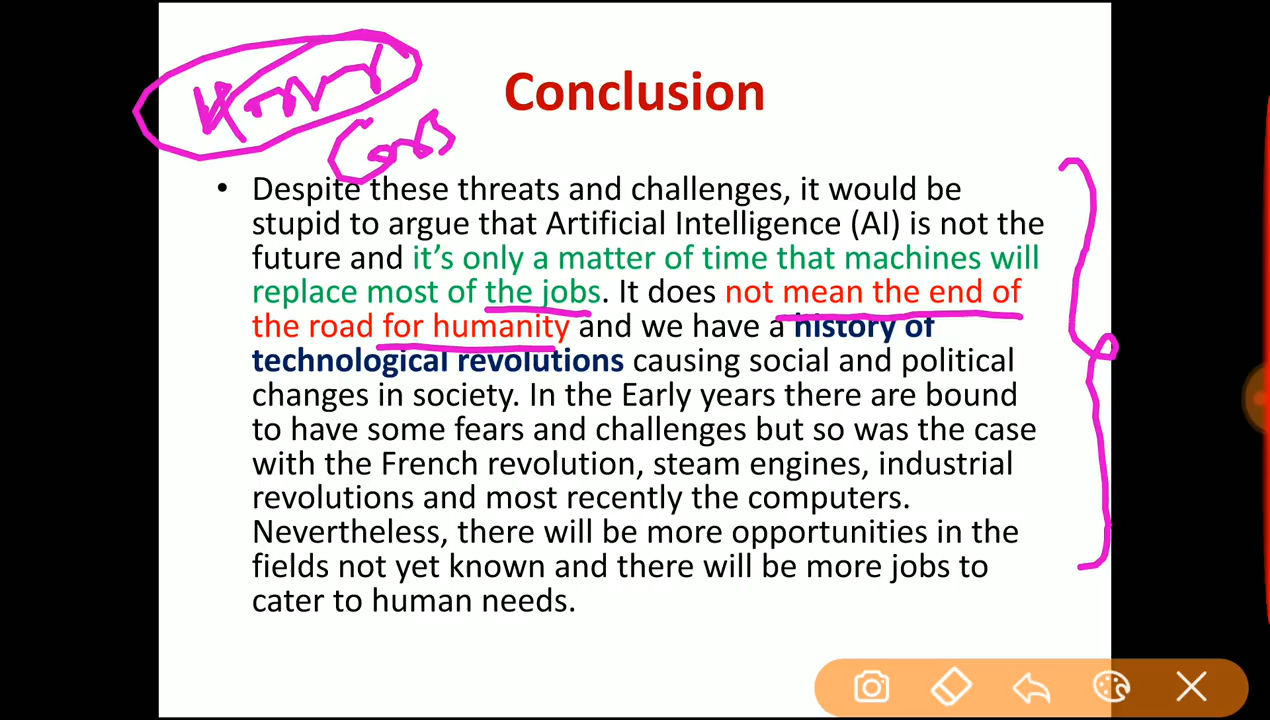 Conclusion
• Despite these threats and challenges, it would be
stupid to argue that Artificial Intelligence (AI) is not the
future and it's only a matter of time that machines will
replace most of the jobs. It does not mean the end of
the road for humanity and we have a history of
technological revolutions causing social and political
changes in society. In the Early years there are bound
to have some fears and challenges but so was the case
with the French revolution, steam engines, industrial
revolutions and most recently the computers.
Nevertheless, there will be more opportunities in the
fields not yet known and there will be more jobs to
cater to human needs.